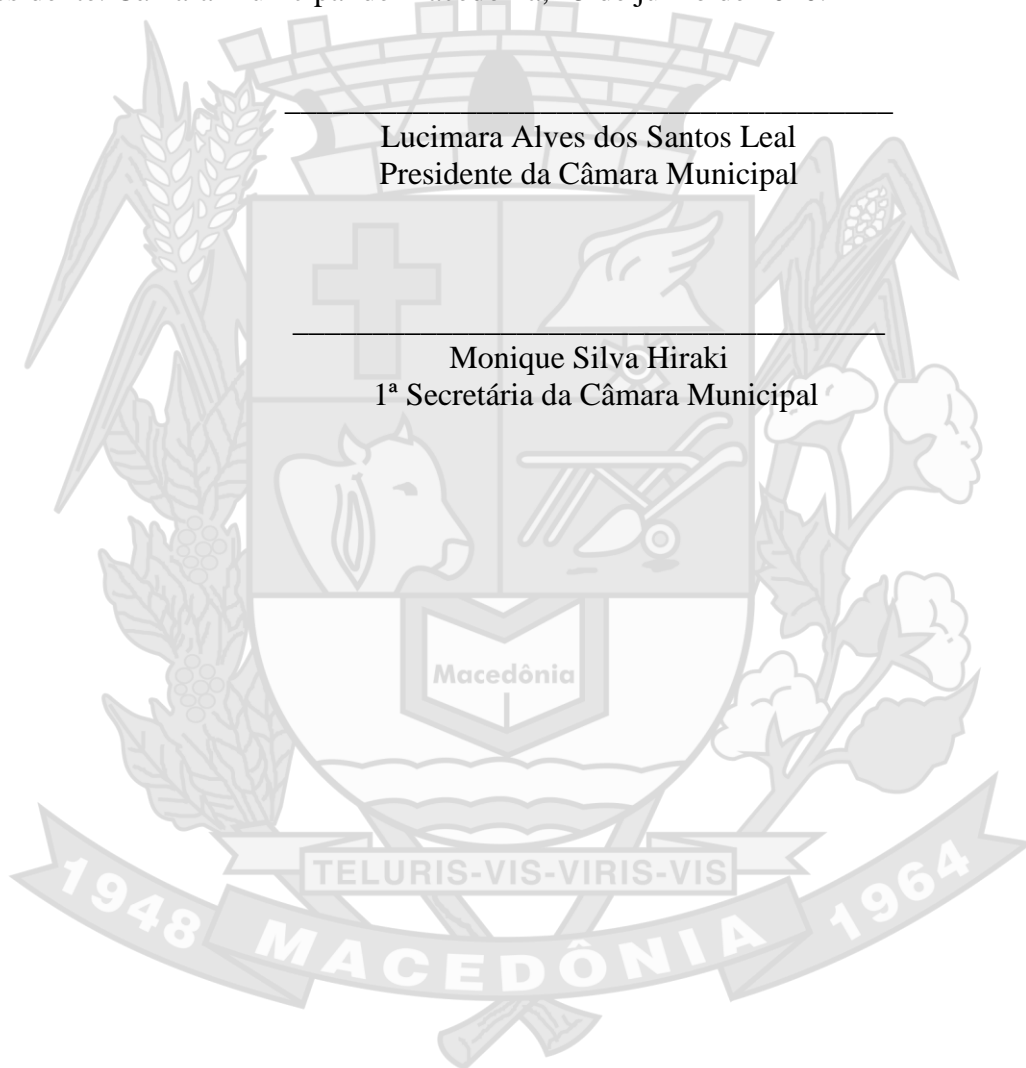 Lucimara Alves dos Santos Leal
Presidente da Câmara Municipal
Monique Silva Hiraki
1ª Secretária da Câmara Municipal
Macedônia
TELURIS-VIS-VIRIS-VIS
1948 MACEDÔNIA 1964